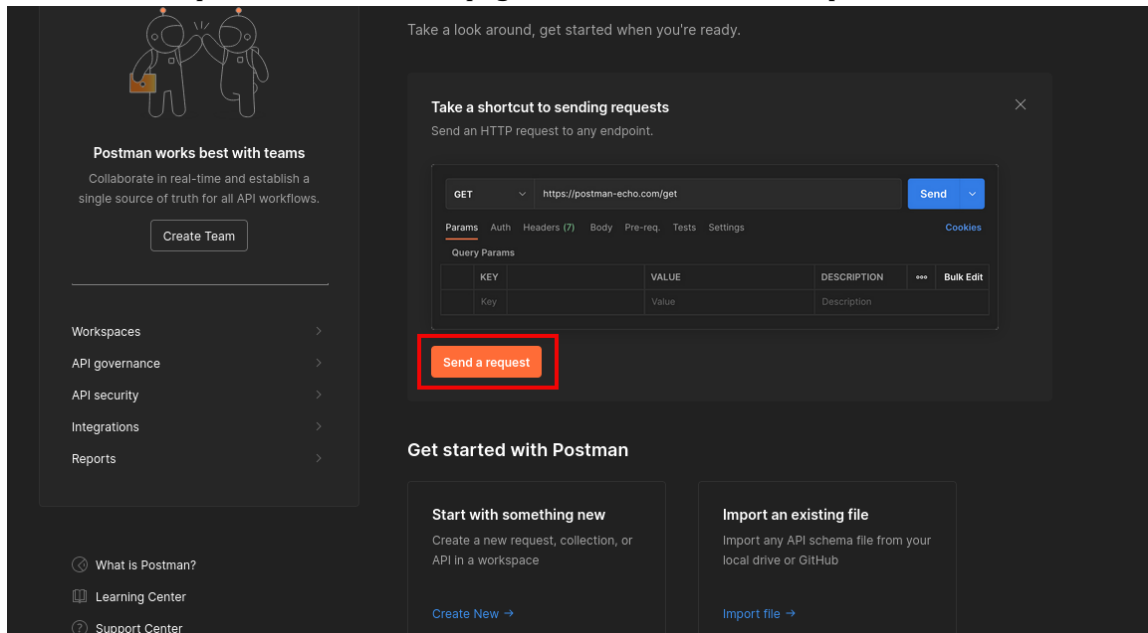 Take a look around, get started when you're ready.
Postman works best with teams
Collaborate in real-time and establish a
single source of truth for all API workflows.
Create Team
Workspaces
API governance
API security
Integrations
Reports
What is Postman?
Learning Center
Support Center
Take a shortcut to sending requests
Send an HTTP request to any endpoint.
GET https://postman-echo.com/get Send
Params Auth Headers (7) Body Pre-req. Tests Settings Cookies
Query Params
KEY VALUE DESCRIPTION Bulk Edit
Key Value Description
Send a request
Get started with Postman
Start with something new
Create a new request, collection, or
API in a workspace
Create New →
Import an existing file
Import any API schema file from your
local drive or GitHub
Import file →